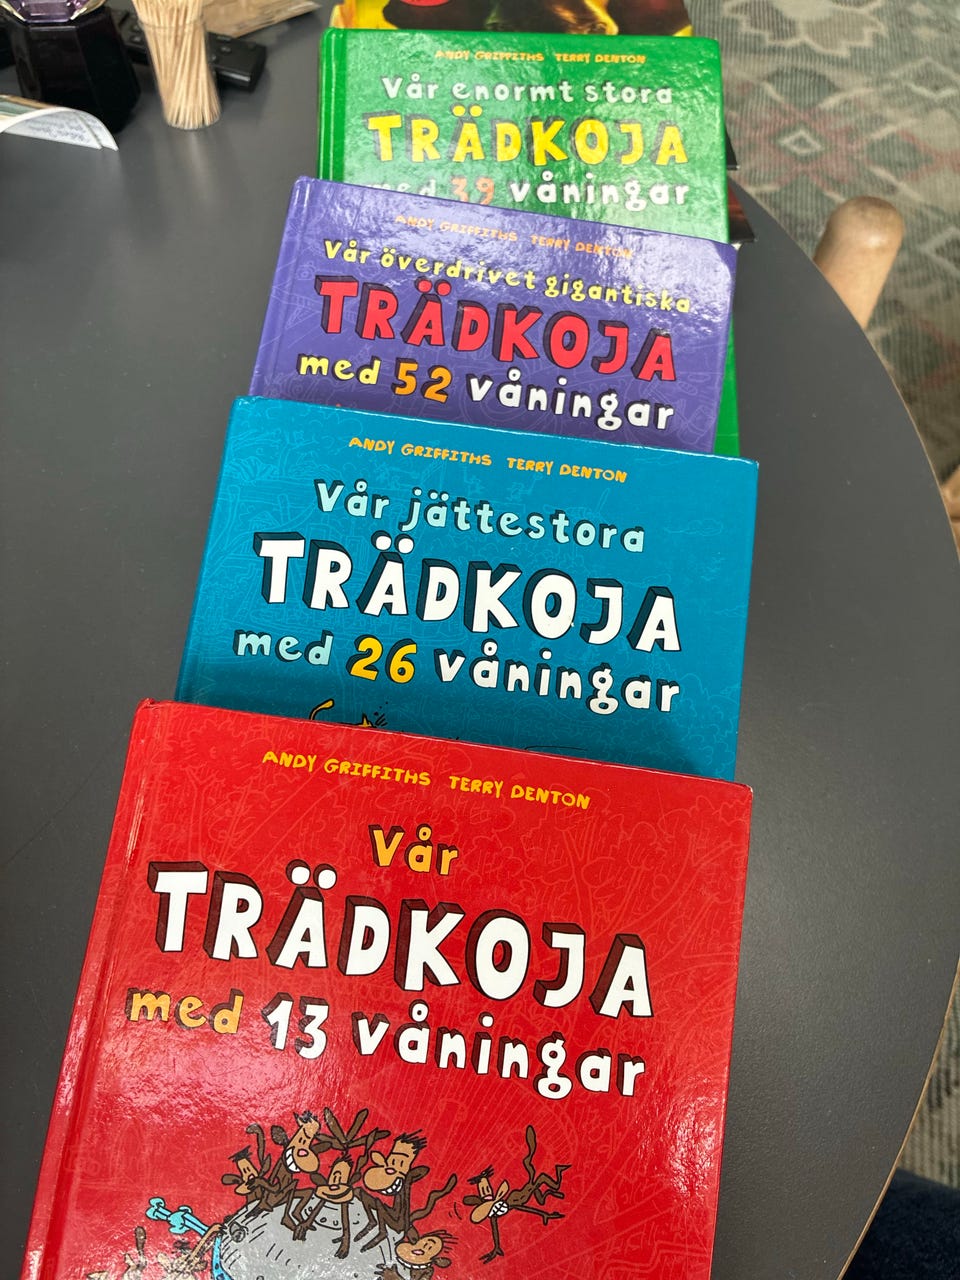 ANDY GRIFFITHS TERRY DENTON
Vår enormt stora
TRÄDKOJA
med 39 våningar
ANDY GRIFFITHS TERRY DENTON
Vår överdrivet gigantiska
TRÄDKOJA
med 52 våningar
ANDY GRIFFITHS TERRY DENTON
Vår jättestora
TRÄDKOJA
med 26 våningar
ANDY GRIFFITHS TERRY DENTON
Vår
TRÄDKOJA
med 13 våningar